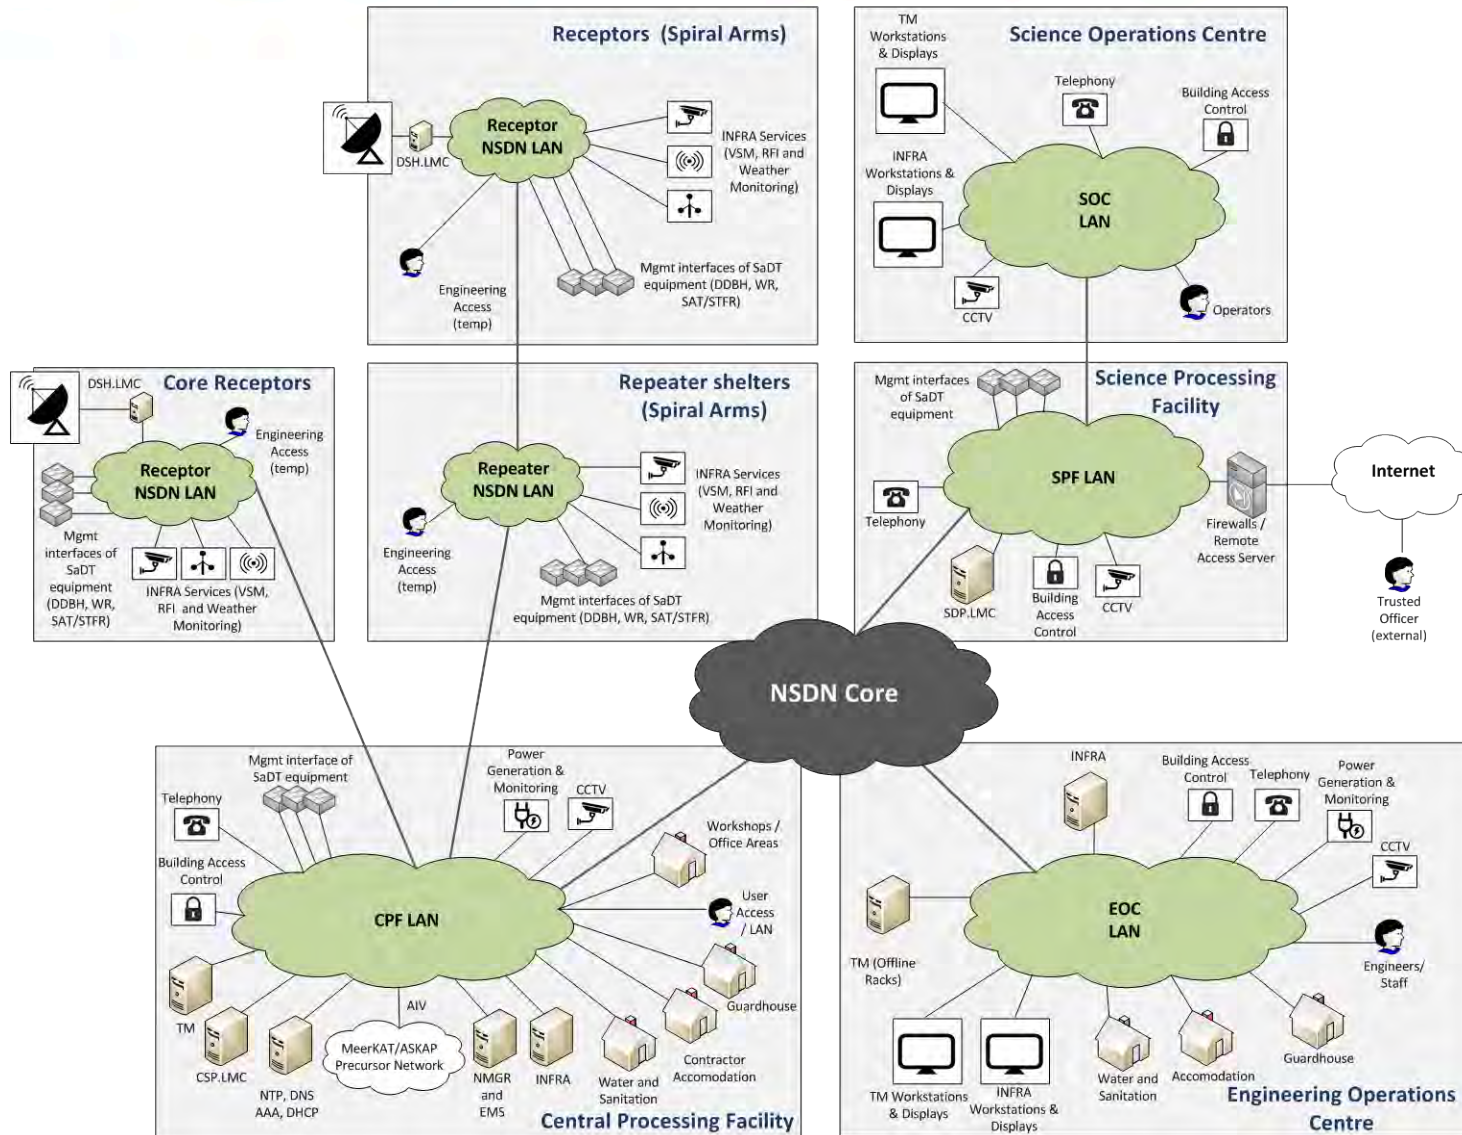 Receptors  (Spiral Arms)
Receptor
NSDN LAN
DSH.LMC
INFRA Services
(VSM, RFI and
Weather
Monitoring)
Engineering
Access
(temp)
Mgmt interfaces of SaDT
equipment (DDBH, WR,
SAT/STFR)
Science Operations Centre
TM
Workstations
& Displays
Telephony
Building Access
Control
INFRA
Workstations &
Displays
SOC
LAN
CCTV
Operators
Core Receptors
DSH.LMC
Engineering
Access
(temp)
Receptor
NSDN LAN
Mgmt
interfaces of
SaDT
equipment
(DDBH, WR,
SAT/STFR)
INFRA Services (VSM,
RFI  and Weather
Monitoring)
Repeater shelters
(Spiral Arms)
Repeater
NSDN LAN
INFRA Services
(VSM, RFI and
Weather
Monitoring)
Engineering
Access
(temp)
Mgmt interfaces of SaDT
equipment (DDBH, WR, SAT/STFR)
Science Processing
Facility
Mgmt interfaces
of SaDT
equipment
SPF LAN
Telephony
SDP.LMC
Building
Access
Control
CCTV
Firewalls /
Remote
Access Server
Internet
Trusted
Officer
(external)
NSDN Core
Mgmt interface of
SaDT equipment
Telephony
Building Access
Control
Power
Generation &
Monitoring
CCTV
Workshops /
Office Areas
CPF LAN
User
Access
/ LAN
Guardhouse
TM
CSP.LMC
NTP, DNS
AAA, DHCP
AIV
MeerKAT/ASKAP
Precursor Network
NMGR
and
EMS
INFRA
Water and
Sanitation
Contractor
Accomodation
Central Processing Facility
INFRA
Building Access
Control
Telephony
Power
Generation &
Monitoring
CCTV
EOC
LAN
TM (Offline
Racks)
Engineers/
Staff
Guardhouse
TM Workstations
& Displays
INFRA
Workstations &
Displays
Water and
Sanitation
Accomodation
Engineering Operations
Centre